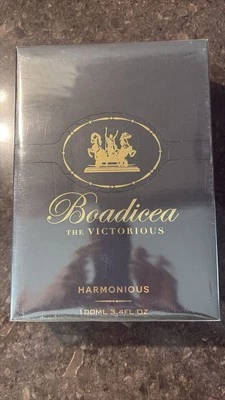 Boadicea
THE VICTORIOUS
HARMONIOUS
100ML 3.4FL OZ